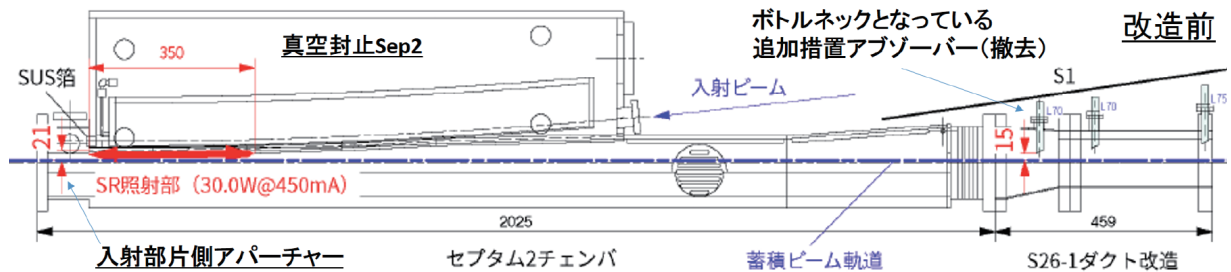 ボトルネックとなっている
追加措置アブゾーバー(撤去)
改造前
真空封止Sep2
350
SUS箔
S1
入射ビーム
L70
L70
L75
21
15
SR照射部(30.0W@450mA)
2025
459
入射部片側アパーチャー
セプタム2チェンバ
蓄積ビーム軌道
S26-1ダクト改造